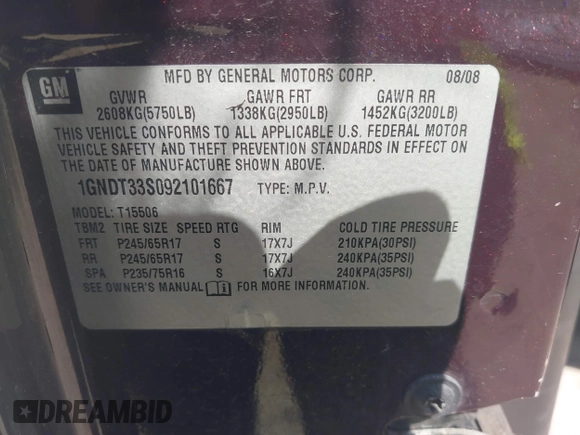 GM
MFD BY GENERAL MOTORS CORP. 08/08
GVWR GAWR FRT GAWR RR
2608KG(5750LB) 1338KG(2950LB) 1452KG(3200LB)
THIS VEHICLE CONFORMS TO ALL APPLICABLE U.S. FEDERAL MOTOR
VEHICLE SAFETY AND THEFT PREVENTION STANDARDS IN EFFECT ON
THE DATE OF MANUFACTURE SHOWN ABOVE.
1GNDT33S092101667 TYPE: M.P.V.
MODEL: T15506
TBM2 TIRE SIZE SPEED RTG RIM COLD TIRE PRESSURE
FRT P245/65R17 S 17X7J 210KPA(30PSI)
RR P245/65R17 S 17X7J 240KPA(35PSI)
SPA P235/75R16 S 16X7J 240KPA(35PSI)
SEE OWNER'S MANUAL FOR MORE INFORMATION.
DREAMBID